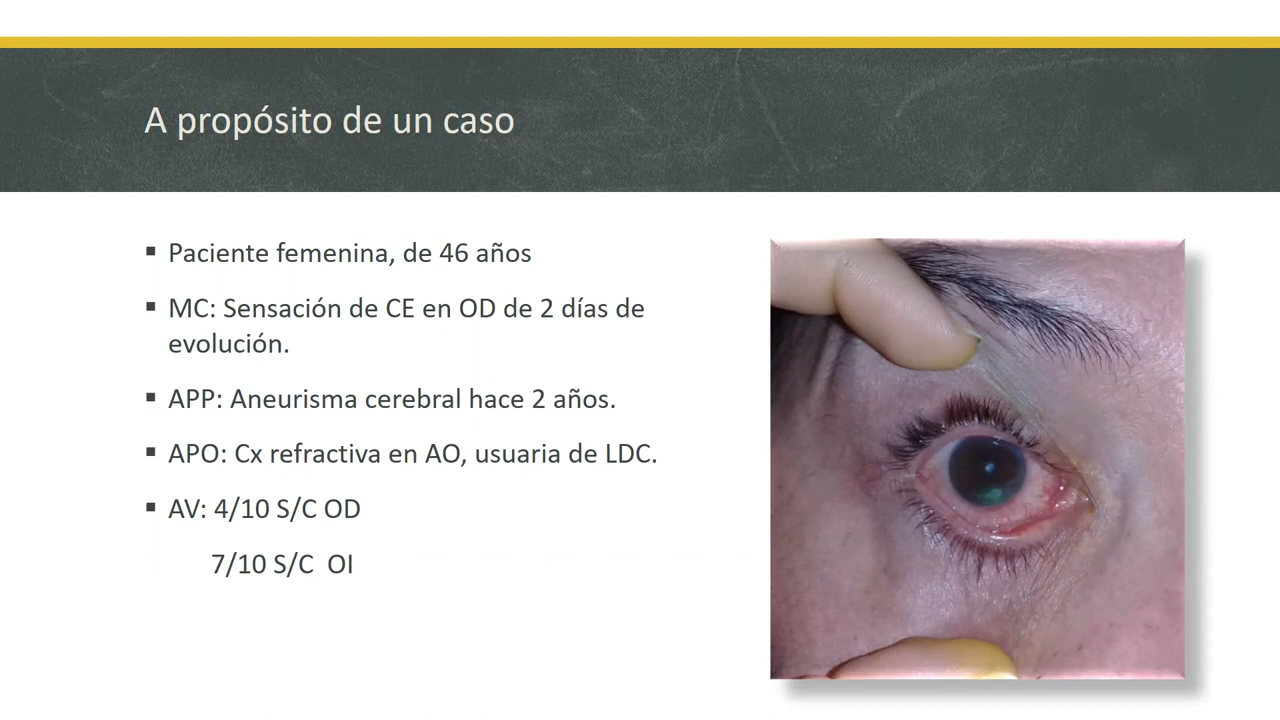 A propósito de un caso
▪ Paciente femenina, de 46 años
▪ MC: Sensación de CE en OD de 2 días de
evolución.
▪ APP: Aneurisma cerebral hace 2 años.
▪ APO: Cx refractiva en AO, usuaria de LDC.
▪ AV: 4/10 S/C OD
7/10 S/C OI